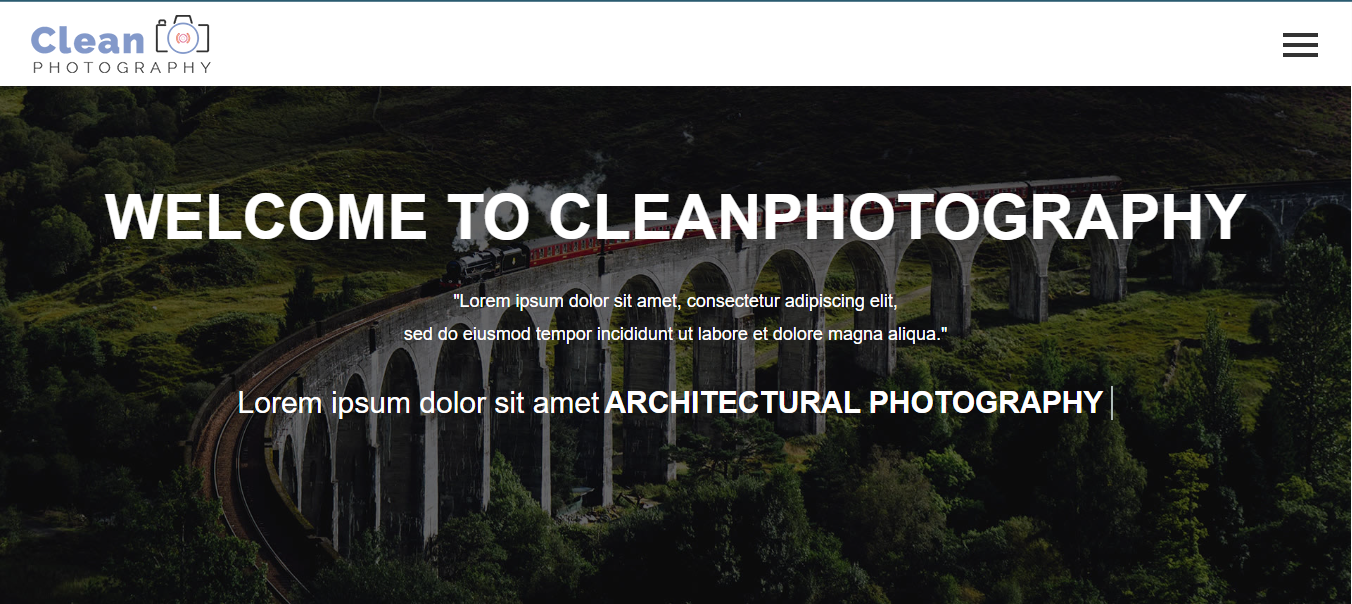 Clean
PHOTOGRAPHY
WELCOME TO CLEANPHOTOGRAPHY
"Lorem ipsum dolor sit amet, consectetur adipiscing elit,
sed do eiusmod tempor incididunt ut labore et dolore magna aliqua."
Lorem ipsum dolor sit amet ARCHITECTURAL PHOTOGRAPHY